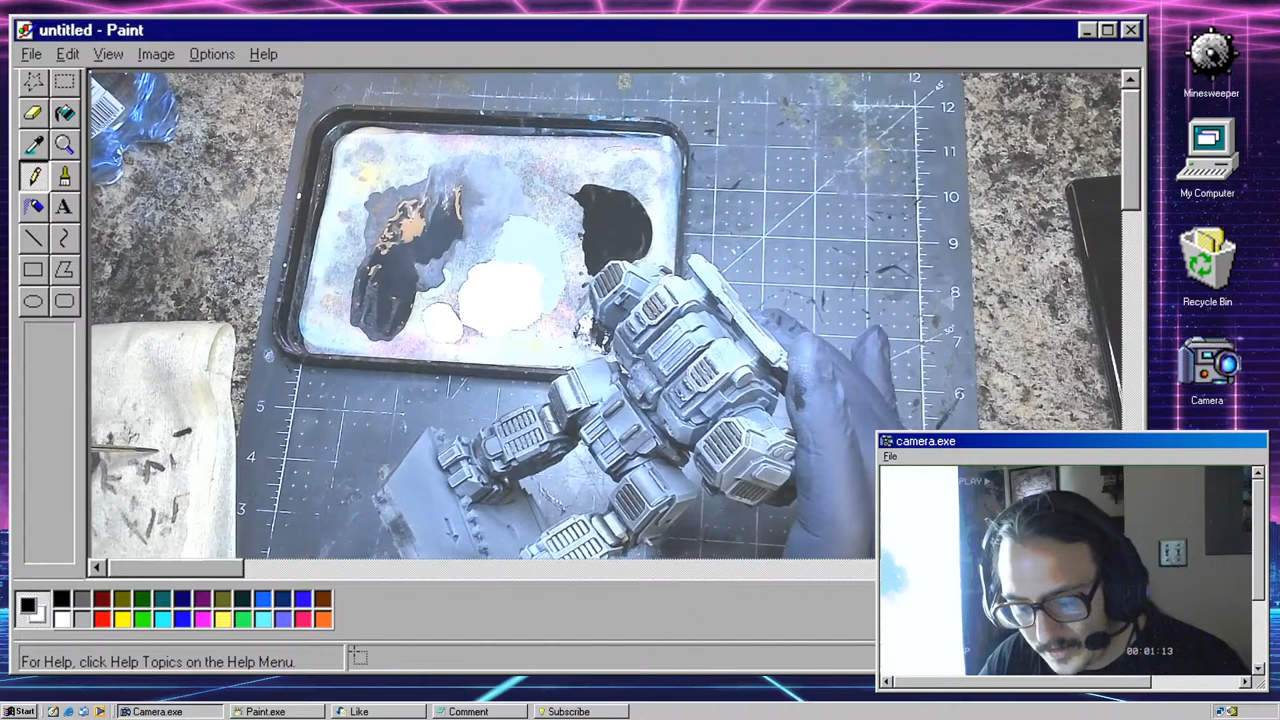 untitled - Paint
File Edit View Image Options Help
12
11
10
9
8
7
6
5
4
3
Minesweeper
My Computer
Recycle Bin
Camera
camera.exe
File
PLAY
P
00:01:13
For Help, click Help Topics on the Help Menu.
Start
Camera.exe
Paint.exe
Like
Comment
Subscribe